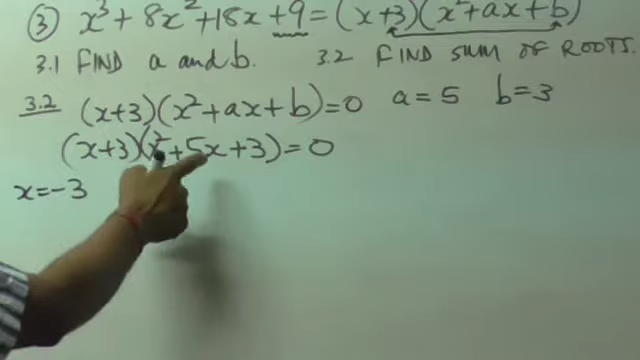 ③ x³ + 8x² + 18x + 9 = (x+3)(x² + ax + b)
3.1 FIND a and b. 3.2 FIND SUM OF ROOTS.
3.2 (x+3)(x² + ax + b) = 0 a = 5 b = 3
(x+3)(x² + 5x + 3) = 0
x = -3